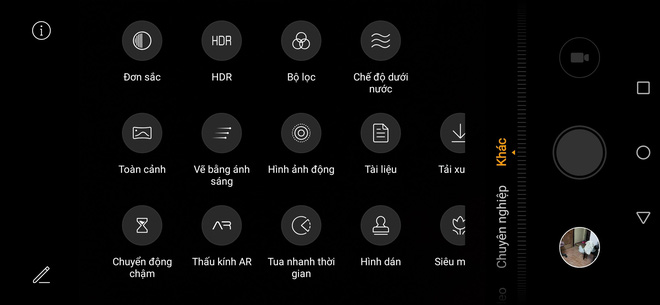 HDR
Đơn sắc
HDR
Bộ lọc
Chế độ dưới
nước
Toàn cảnh
Vẽ bằng ánh
sáng
Hình ảnh động
Tài liệu
Tải xu
AR
Chuyển động
chậm
Thấu kính AR
Tua nhanh thời
gian
Hình dán
Siêu m
Khác
Chuyên nghiệp
eo